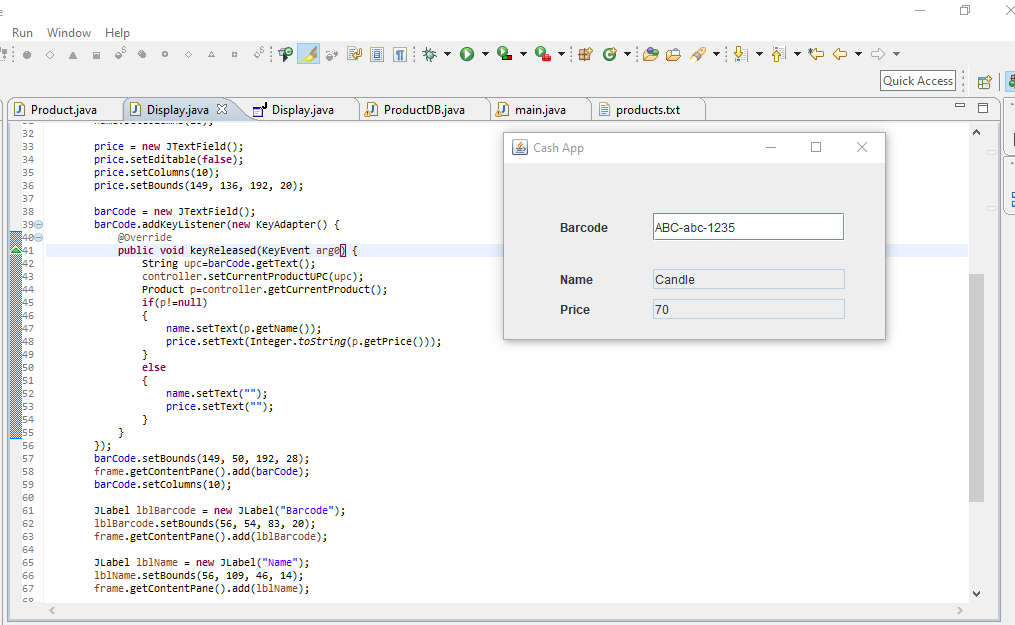 Run Window Help
Quick Access
Product.java Display.java Display.java ProductDB.java main.java products.txt
32
33 price = new JTextField();
34 price.setEditable(false);
35 price.setColumns(10);
36 price.setBounds(149, 136, 192, 20);
37
38 barCode = new JTextField();
39 barCode.addKeyListener(new KeyAdapter() {
40 @Override
41 public void keyReleased(KeyEvent arg0) {
42 String upc=barCode.getText();
43 controller.setCurrentProductUPC(upc);
44 Product p=controller.getCurrentProduct();
45 if(p!=null)
46 {
47 name.setText(p.getName());
48 price.setText(Integer.toString(p.getPrice()));
49 }
50 else
51 {
52 name.setText("");
53 price.setText("");
54 }
55 }
56 });
57 barCode.setBounds(149, 50, 192, 28);
58 frame.getContentPane().add(barCode);
59 barCode.setColumns(10);
60
61 JLabel lblBarcode = new JLabel("Barcode");
62 lblBarcode.setBounds(56, 54, 83, 20);
63 frame.getContentPane().add(lblBarcode);
64
65 JLabel lblName = new JLabel("Name");
66 lblName.setBounds(56, 109, 46, 14);
67 frame.getContentPane().add(lblName);
Cash App
Barcode ABC-abc-1235
Name Candle
Price 70